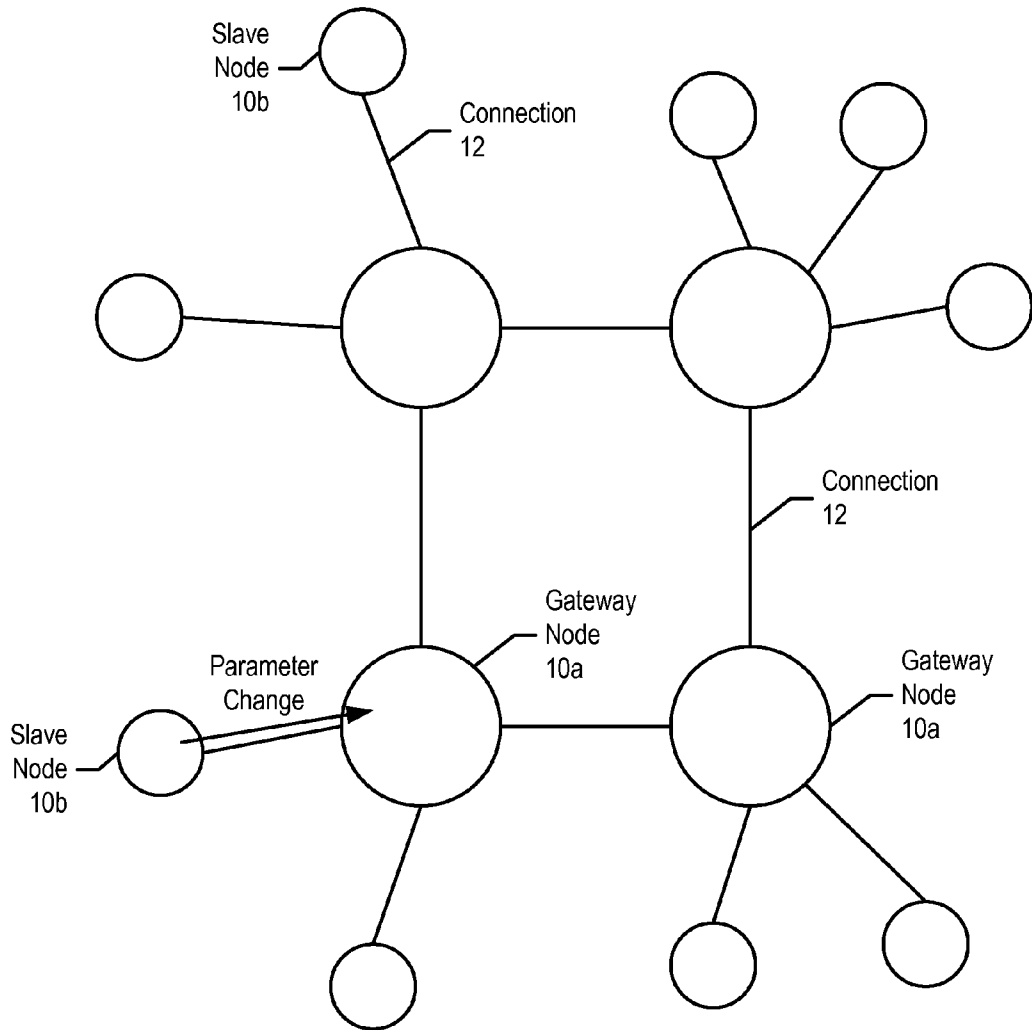 Slave
Node
10b
Connection
12
Connection
12
Gateway
Node
10a
Gateway
Node
10a
Parameter
Change
Slave
Node
10b